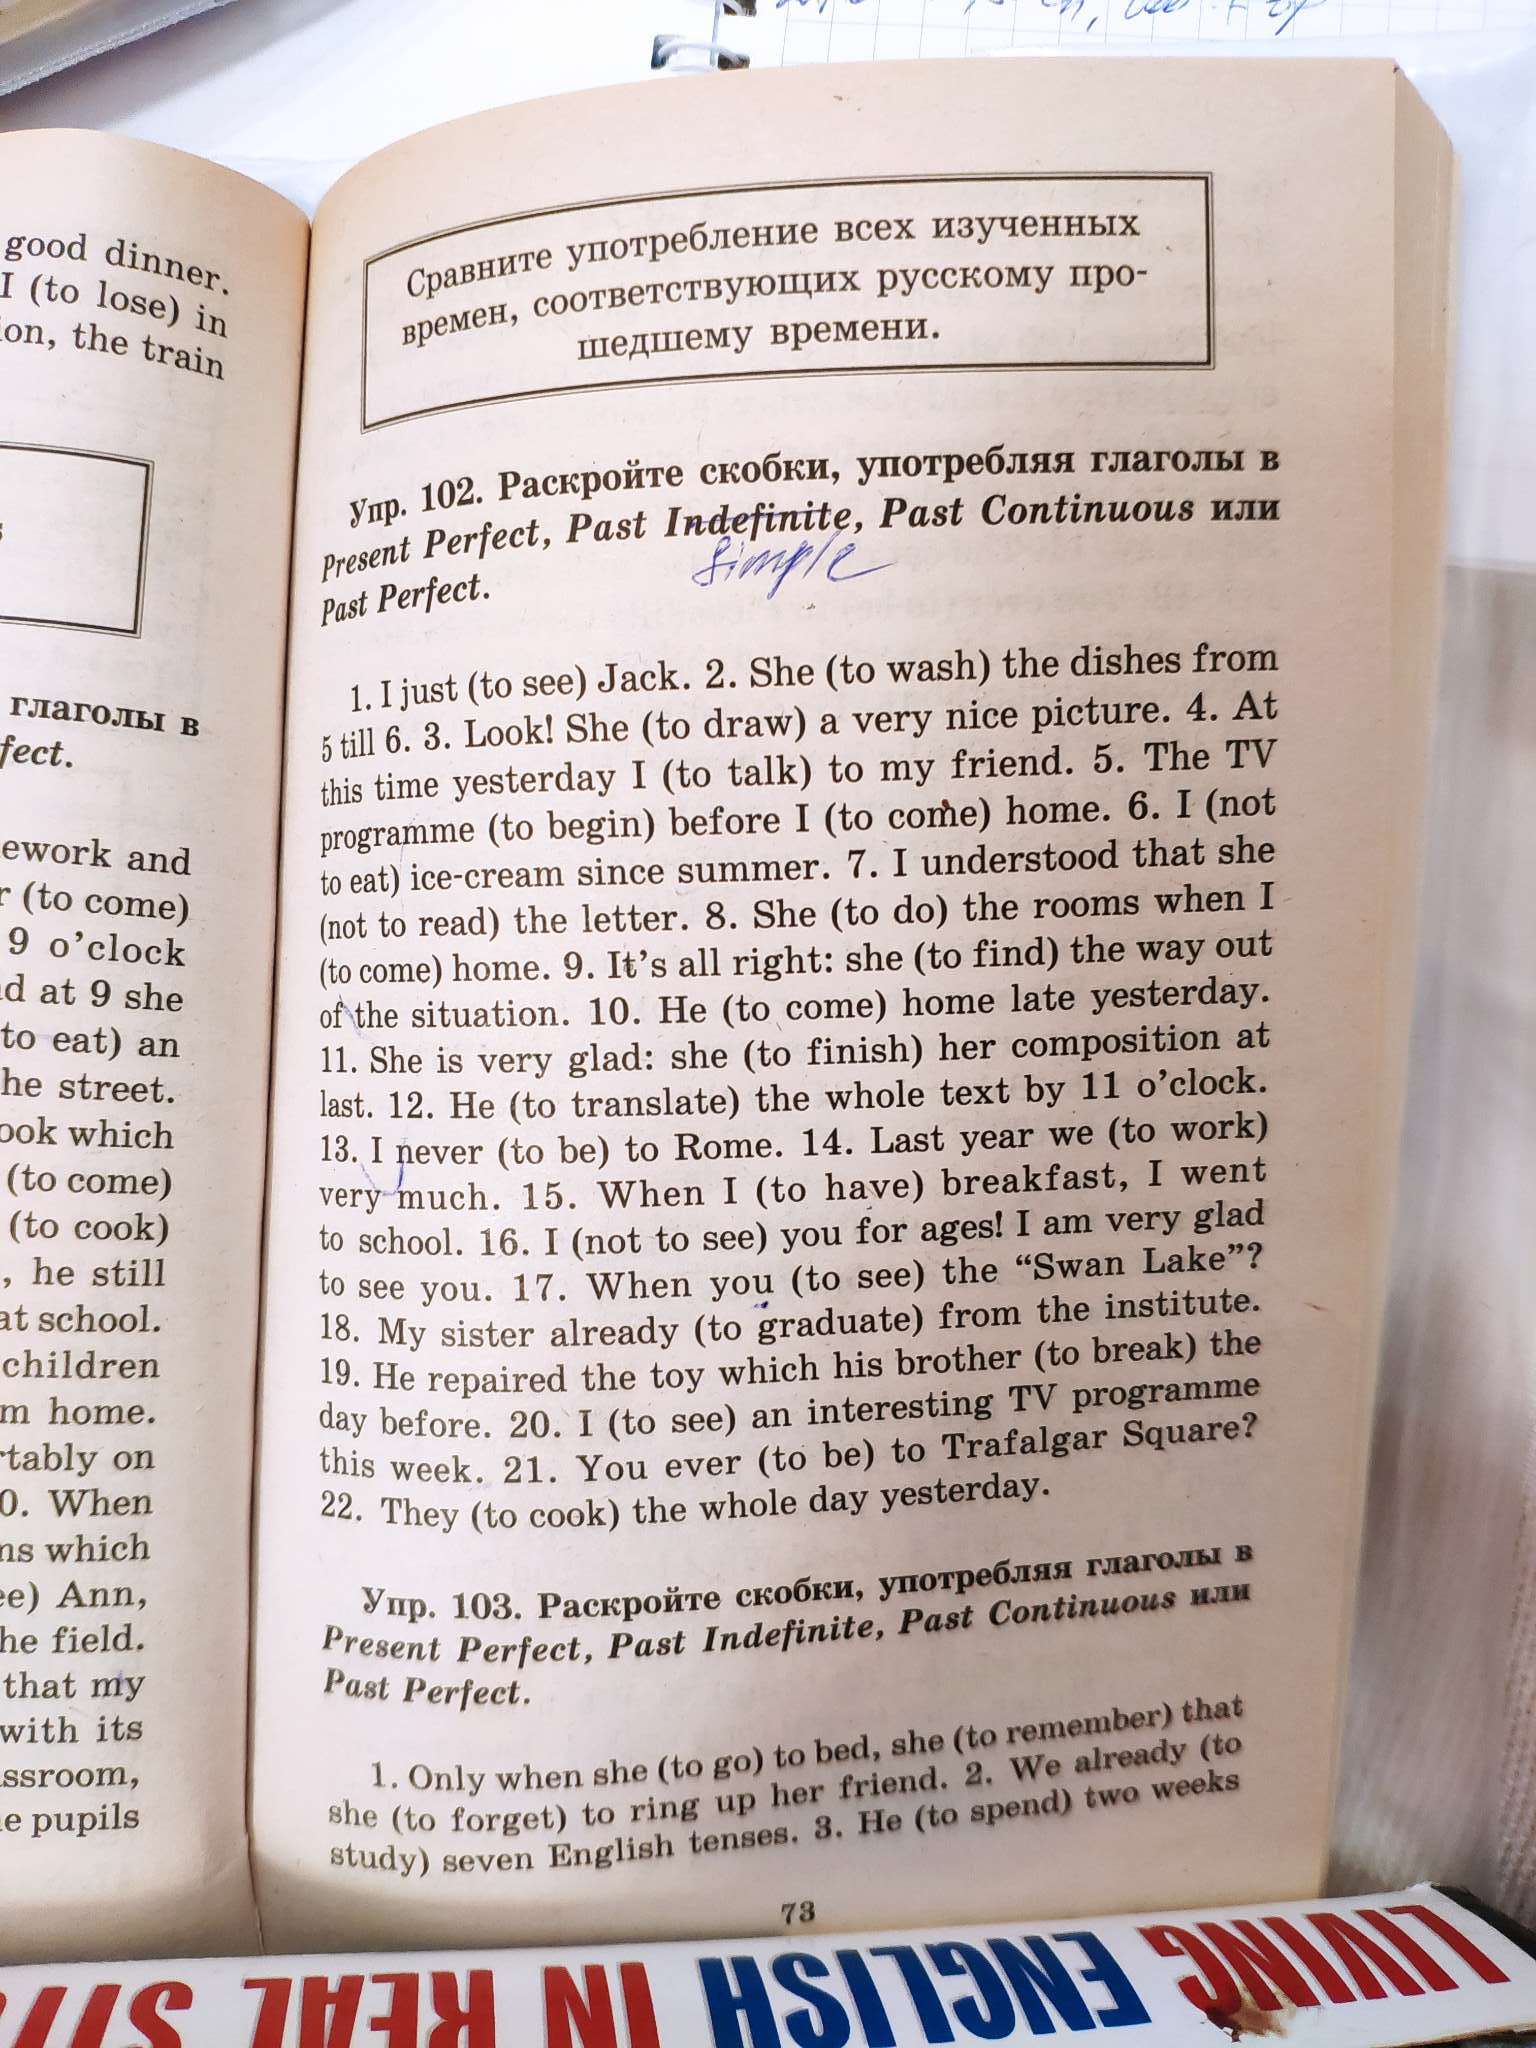 good dinner.
I (to lose) in
ion, the train
глаголы в
fect.
ework and
(to come)
9 o'clock
d at 9 she
to eat) an
he street.
ook which
(to come)
(to cook)
, he still
at school.
children
m home.
rtably on
0. When
ns which
ee) Ann,
he field.
that my
with its
assroom,
e pupils
Сравните употребление всех изученных
времен, соответствующих русскому про-
шедшему времени.
Упр. 102. Раскройте скобки, употребляя глаголы в
Present Perfect, Past Indefinite, Past Continuous или
simple
Past Perfect.
1. I just (to see) Jack. 2. She (to wash) the dishes from
5 till 6. 3. Look! She (to draw) a very nice picture. 4. At
this time yesterday I (to talk) to my friend. 5. The TV
programme (to begin) before I (to come) home. 6. I (not
to eat) ice-cream since summer. 7. I understood that she
(not to read) the letter. 8. She (to do) the rooms when I
(to come) home. 9. It's all right: she (to find) the way out
of the situation. 10. He (to come) home late yesterday.
11. She is very glad: she (to finish) her composition at
last. 12. He (to translate) the whole text by 11 o'clock.
13. I never (to be) to Rome. 14. Last year we (to work)
very much. 15. When I (to have) breakfast, I went
to school. 16. I (not to see) you for ages! I am very glad
to see you. 17. When you (to see) the “Swan Lake”?
18. My sister already (to graduate) from the institute.
19. He repaired the toy which his brother (to break) the
day before. 20. I (to see) an interesting TV programme
this week. 21. You ever (to be) to Trafalgar Square?
22. They (to cook) the whole day yesterday.
Упр. 103. Раскройте скобки, употребляя глаголы в
Present Perfect, Past Indefinite, Past Continuous или
Past Perfect.
1. Only when she (to go) to bed, she (to remember) that
she (to forget) to ring up her friend. 2. We already (to
study) seven English tenses. 3. He (to spend) two weeks
73
LIVING ENGLISH IN REAL SIT